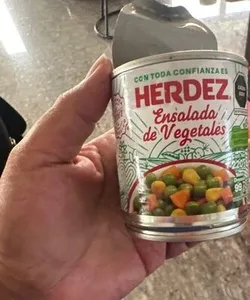 CON TODA CONFIANZA ES
HERDEZ
Ensalada
de Vegetales